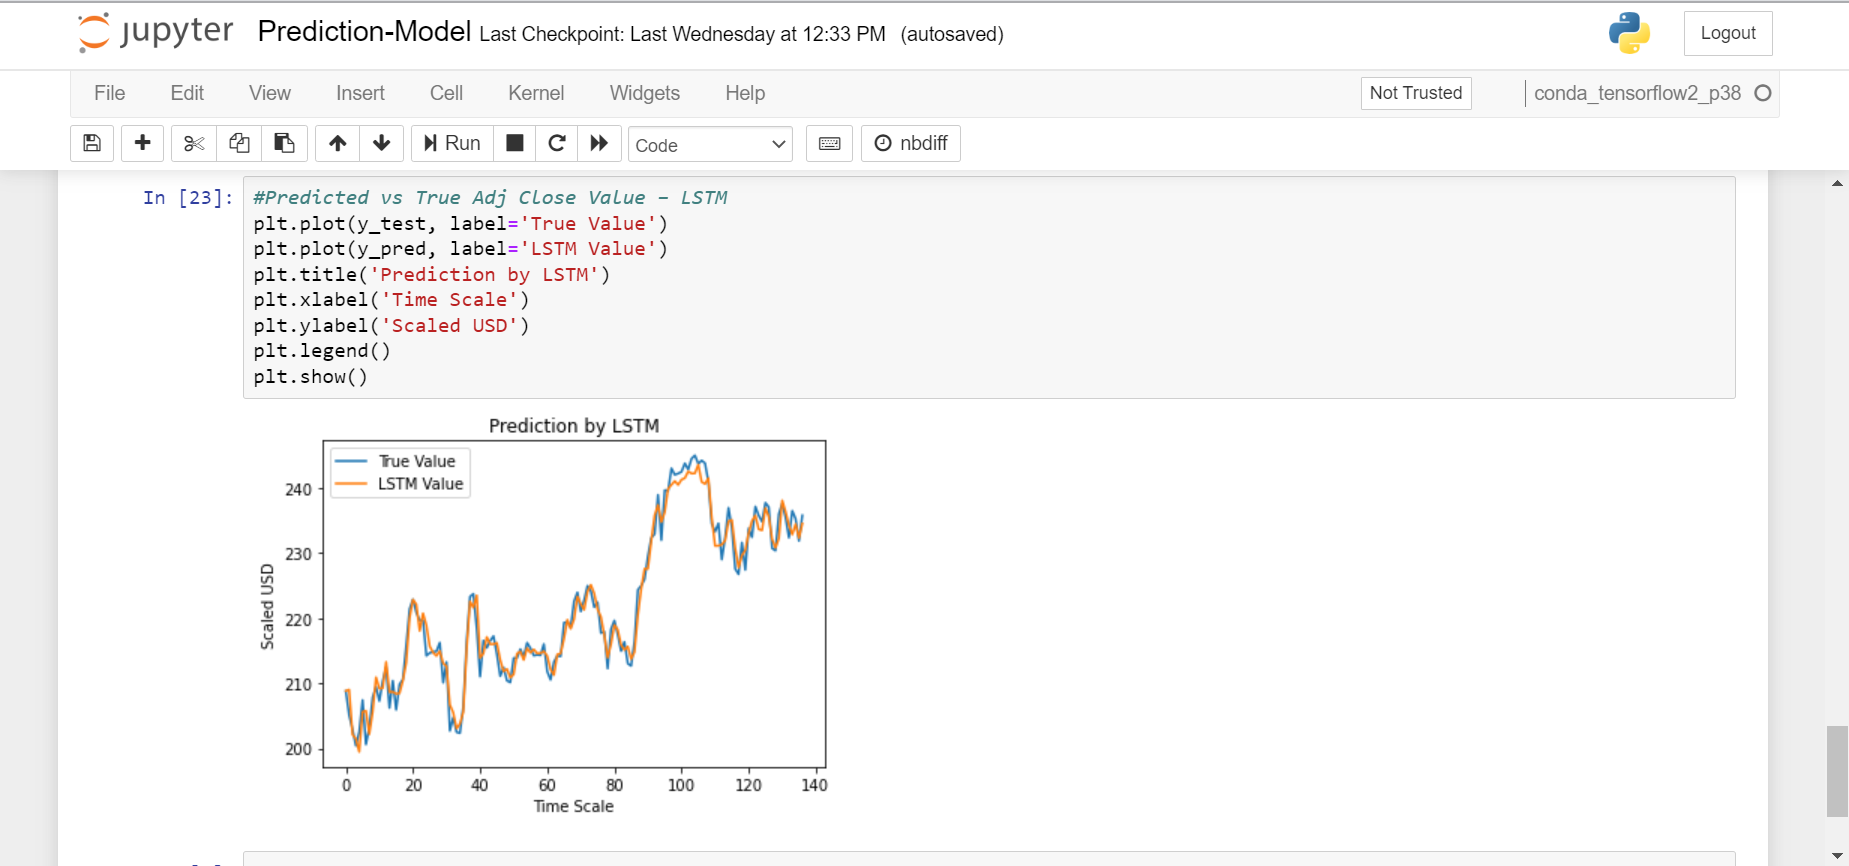 jupyter Prediction-Model Last Checkpoint: Last Wednesday at 12:33 PM (autosaved) Logout
File Edit View Insert Cell Kernel Widgets Help Not Trusted conda_tensorflow2_p38
Run Code nbdiff
In [23]: #Predicted vs True Adj Close Value – LSTM
plt.plot(y_test, label='True Value')
plt.plot(y_pred, label='LSTM Value')
plt.title('Prediction by LSTM')
plt.xlabel('Time Scale')
plt.ylabel('Scaled USD')
plt.legend()
plt.show()
Prediction by LSTM
True Value
LSTM Value
240
230
220
210
200
Scaled USD
0 20 40 60 80 100 120 140
Time Scale